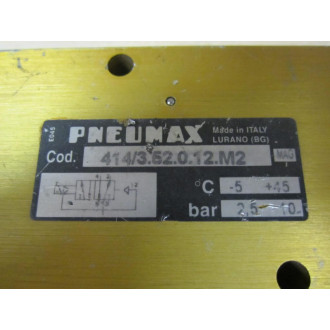 E045
PNEUMAX
Made in ITALY
LURANO (BG)
Cod. 414/3.52.0.12.M2
°C -5 +45
bar 2,5 10